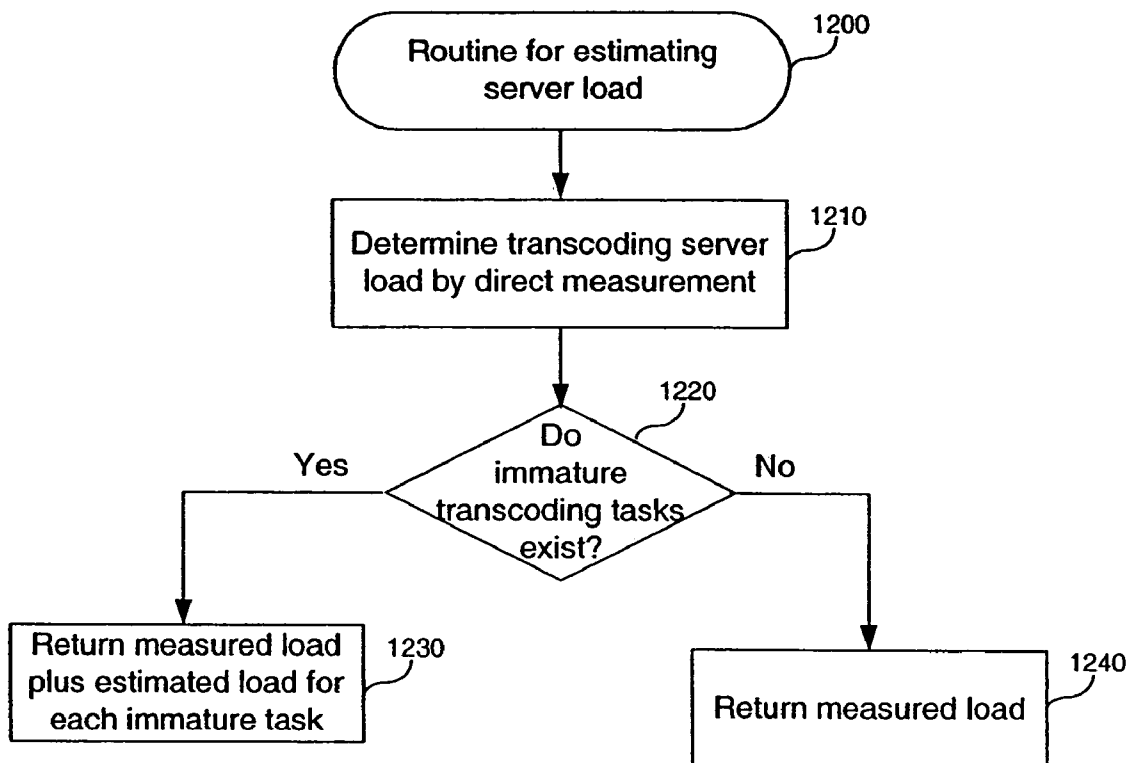 1200
Routine for estimating
server load
1210
Determine transcoding server
load by direct measurement
1220
Do
immature
transcoding tasks
exist?
Yes
No
Return measured load
plus estimated load for
each immature task
1230
1240
Return measured load